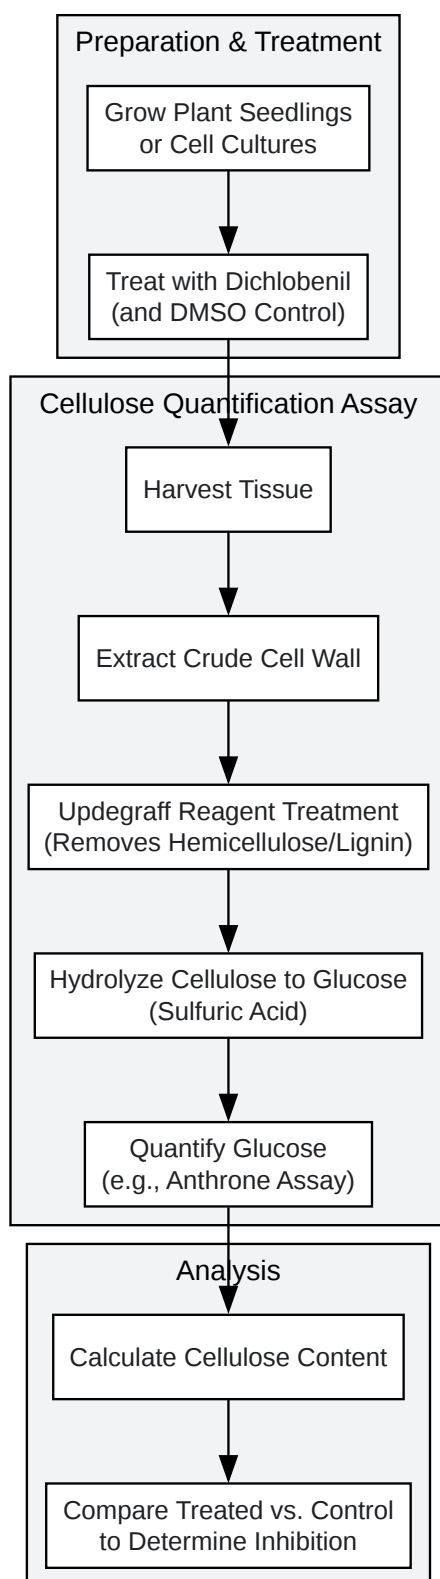 Preparation & Treatment
Grow Plant Seedlings
or Cell Cultures
Treat with Dichlobenil
(and DMSO Control)
Cellulose Quantification Assay
Harvest Tissue
Extract Crude Cell Wall
Updegraff Reagent Treatment
(Removes Hemicellulose/Lignin)
Hydrolyze Cellulose to Glucose
(Sulfuric Acid)
Quantify Glucose
(e.g., Anthrone Assay)
Analysis
Calculate Cellulose Content
Compare Treated vs. Control
to Determine Inhibition